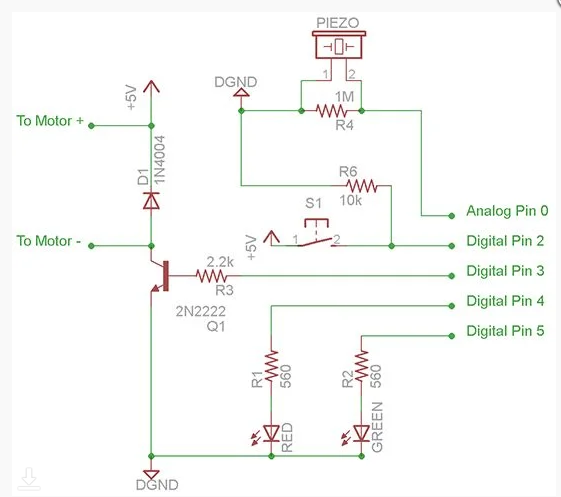 PIEZO
1 2
DGND
+5V
1M
R4
To Motor +
D1
1N4004
R6
10k
S1
Analog Pin 0
To Motor -
+5V
1 2
Digital Pin 2
2.2k
R3
Digital Pin 3
2N2222
Q1
Digital Pin 4
Digital Pin 5
R1
560
R2
560
RED
GREEN
DGND